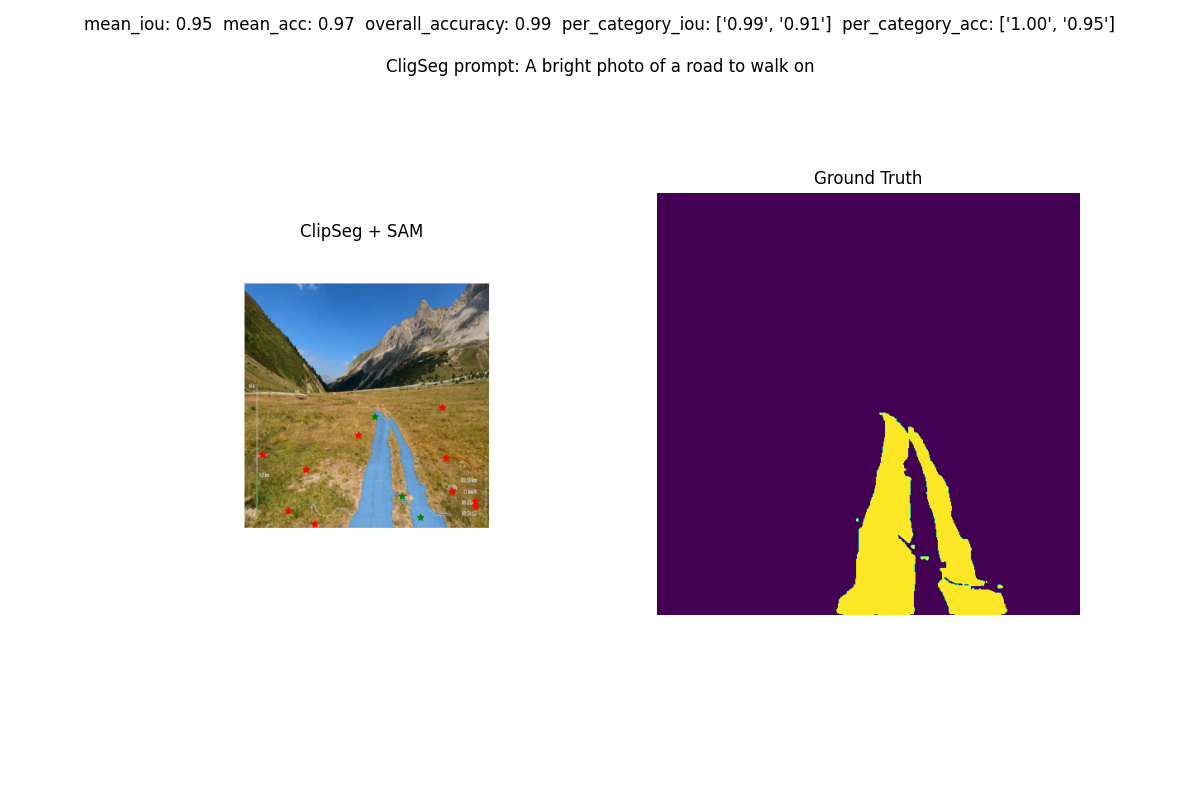 mean_iou: 0.95  mean_acc: 0.97  overall_accuracy: 0.99  per_category_iou: ['0.99', '0.91']  per_category_acc: ['1.00', '0.95']
CligSeg prompt: A bright photo of a road to walk on
Ground Truth
ClipSeg + SAM